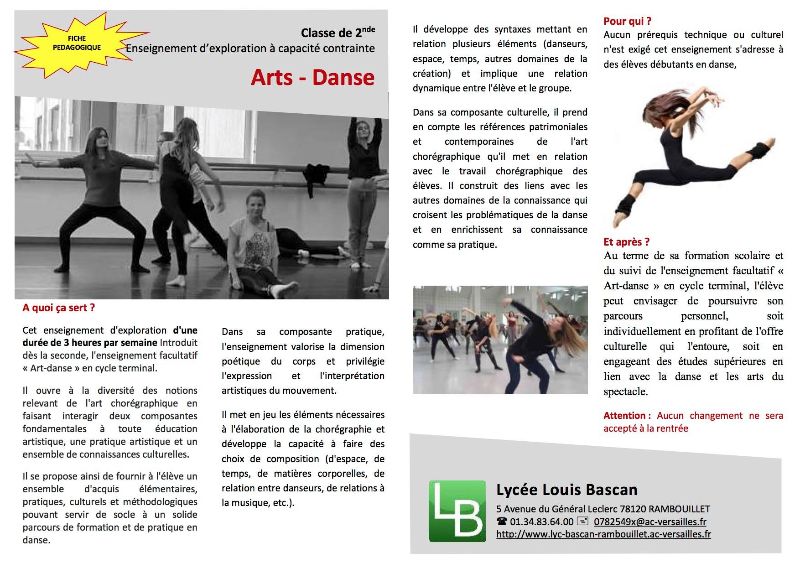 FICHE
PEDAGOGIQUE
Classe de 2nde
Enseignement d'exploration à capacité contrainte
Arts - Danse
A quoi ça sert ?
Cet enseignement d'exploration d'une
durée de 3 heures par semaine Introduit
dès la seconde, l'enseignement facultatif
« Art-danse » en cycle terminal.
Il ouvre à la diversité des notions
relevant de l'art chorégraphique en
faisant interagir deux composantes
fondamentales à toute éducation
artistique, une pratique artistique et un
ensemble de connaissances culturelles.
Il se propose ainsi de fournir à l'élève un
ensemble d'acquis élémentaires,
pratiques, culturels et méthodologiques
pouvant servir de socle à un solide
parcours de formation et de pratique en
danse.
Dans sa composante pratique,
l'enseignement valorise la dimension
poétique du corps et privilégie
l'expression et l'interprétation
artistiques du mouvement.
Il met en jeu les éléments nécessaires
à l'élaboration de la chorégraphie et
développe la capacité à faire des
choix de composition (d'espace, de
temps, de matières corporelles, de
relation entre danseurs, de relations à
la musique, etc.).
Il développe des syntaxes mettant en
relation plusieurs éléments (danseurs,
espace, temps, autres domaines de la
création) et implique une relation
dynamique entre l'élève et le groupe.
Dans sa composante culturelle, il prend
en compte les références patrimoniales
et contemporaines de l'art
chorégraphique qu'il met en relation
avec le travail chorégraphique des
élèves. Il construit des liens avec les
autres domaines de la connaissance qui
croisent les problématiques de la danse
et en enrichissent sa connaissance
comme sa pratique.
Pour qui ?
Aucun prérequis technique ou culturel
n'est exigé cet enseignement s'adresse à
des élèves débutants en danse,
Et après ?
Au terme de sa formation scolaire et
du suivi de l'enseignement facultatif «
Art-danse » en cycle terminal, l'élève
peut envisager de poursuivre son
parcours personnel, soit
individuellement en profitant de l'offre
culturelle qui l'entoure, soit en
engageant des études supérieures en
lien avec la danse et les arts du
spectacle.
Attention : Aucun changement ne sera
accepté à la rentrée
LB
Lycée Louis Bascan
5 Avenue du Général Leclerc 78120 RAMBOUILLET
☎ 01.34.83.64.00 🖃 0782549x@ac-versailles.fr
http://www.lyc-bascan-rambouillet.ac-versailles.fr